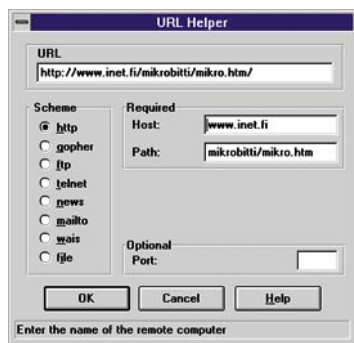 URL Helper
URL
http://www.inet.fi/mikrobitti/mikro.htm/
Scheme
http
gopher
ftp
telnet
news
mailto
wais
file
Required
Host: www.inet.fi
Path: mikrobitti/mikro.htm
Optional
Port:
OK Cancel Help
Enter the name of the remote computer